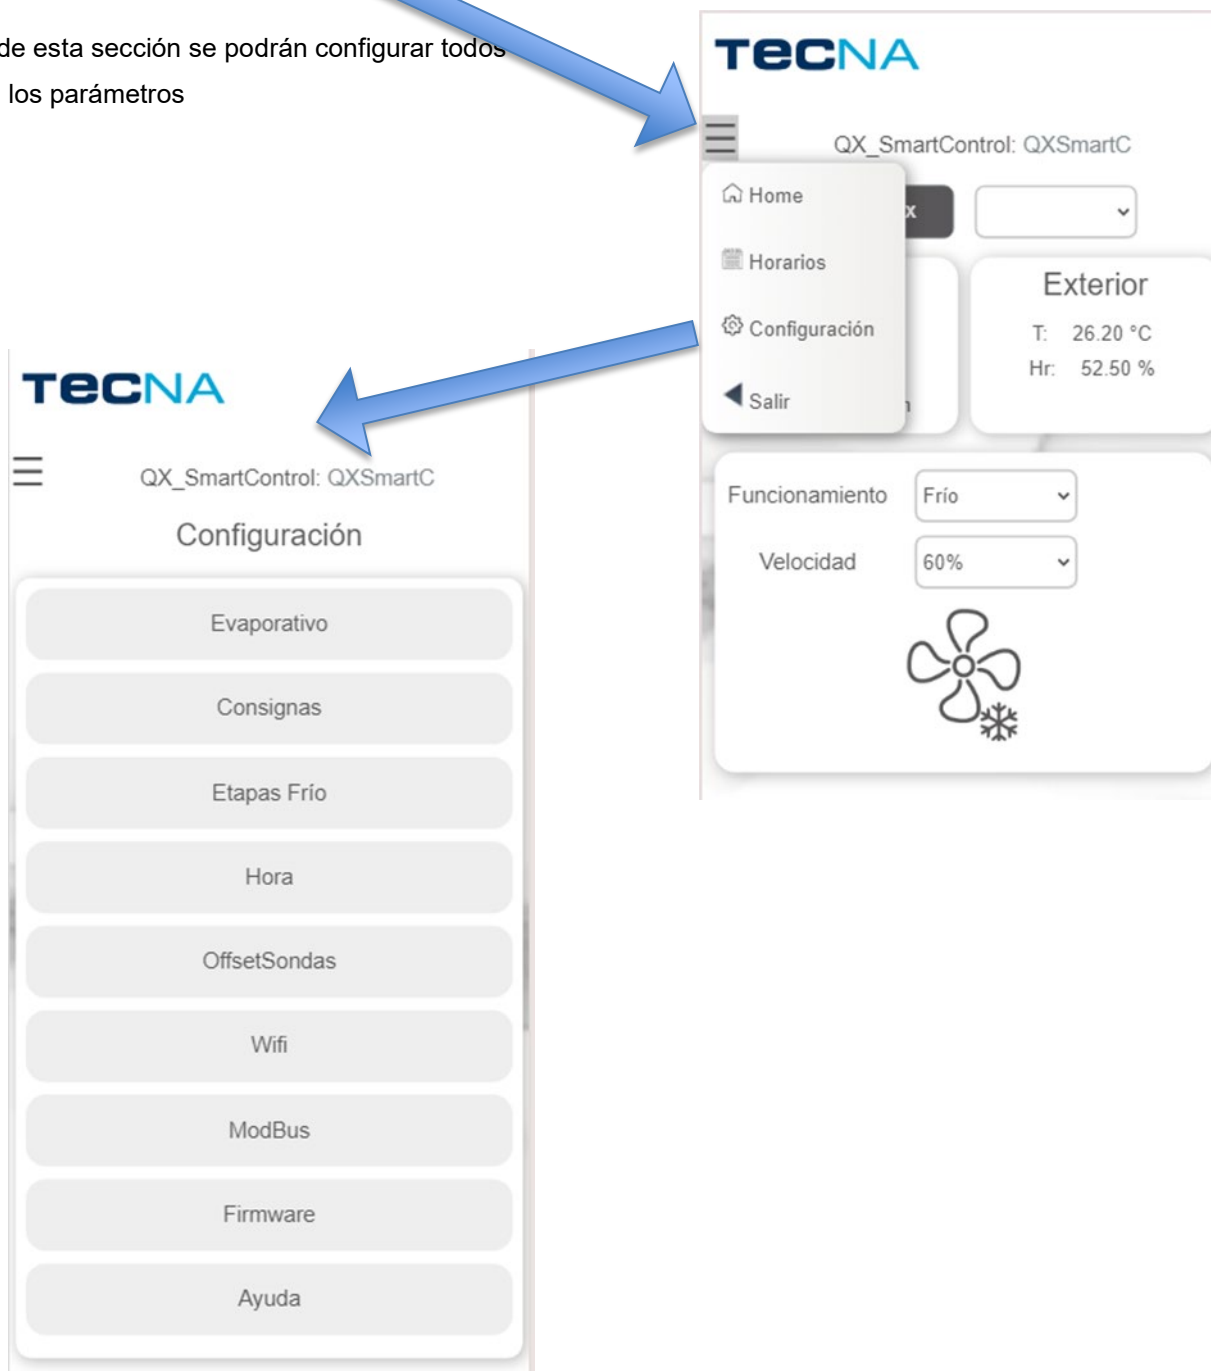 de esta sección se podrán configurar todos
los parámetros
TECNA
QX_SmartControl: QXSmartC
Home
x
Horarios
Configuración
Salir
Exterior
T: 26.20 °C
Hr: 52.50 %
Funcionamiento Frío
Velocidad 60%
TECNA
QX_SmartControl: QXSmartC
Configuración
Evaporativo
Consignas
Etapas Frío
Hora
OffsetSondas
Wifi
ModBus
Firmware
Ayuda